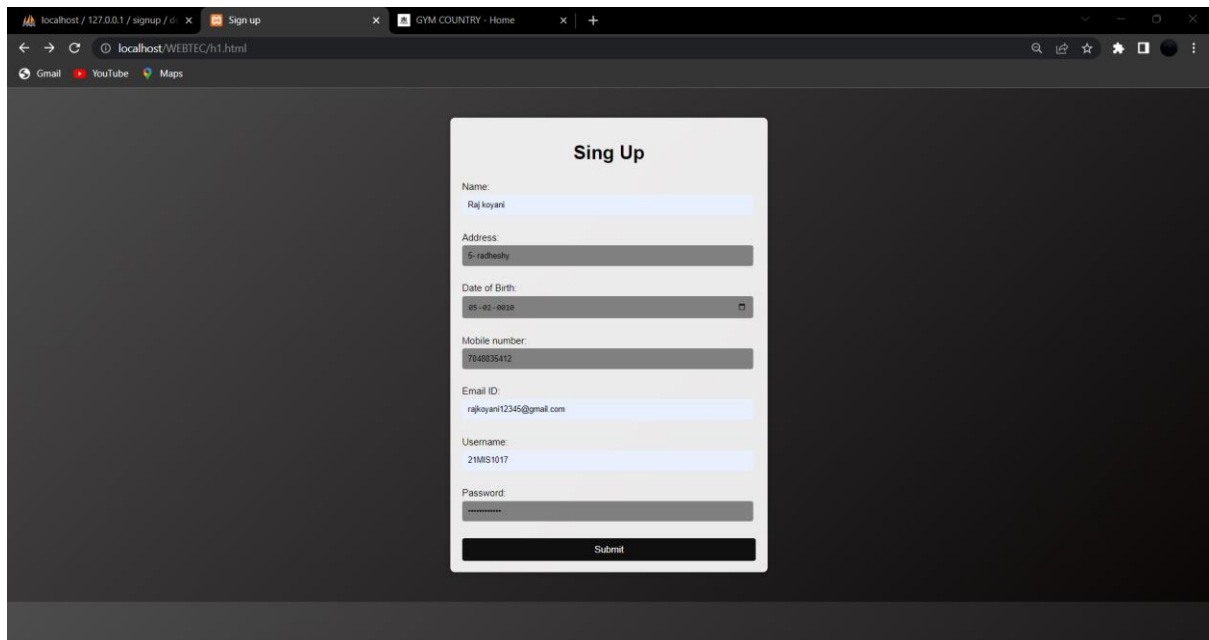 localhost / 127.0.0.1 / signup / d
Sign up
GYM COUNTRY - Home
localhost/WEBTEC/h1.html
Gmail
YouTube
Maps
Sing Up
Name:
Raj koyani
Address:
5- radheshy
Date of Birth:
05-02-0010
Mobile number:
7048835412
Email ID:
rajkoyani12345@gmail.com
Username:
21MIS1017
Password:
••••••••••••
Submit